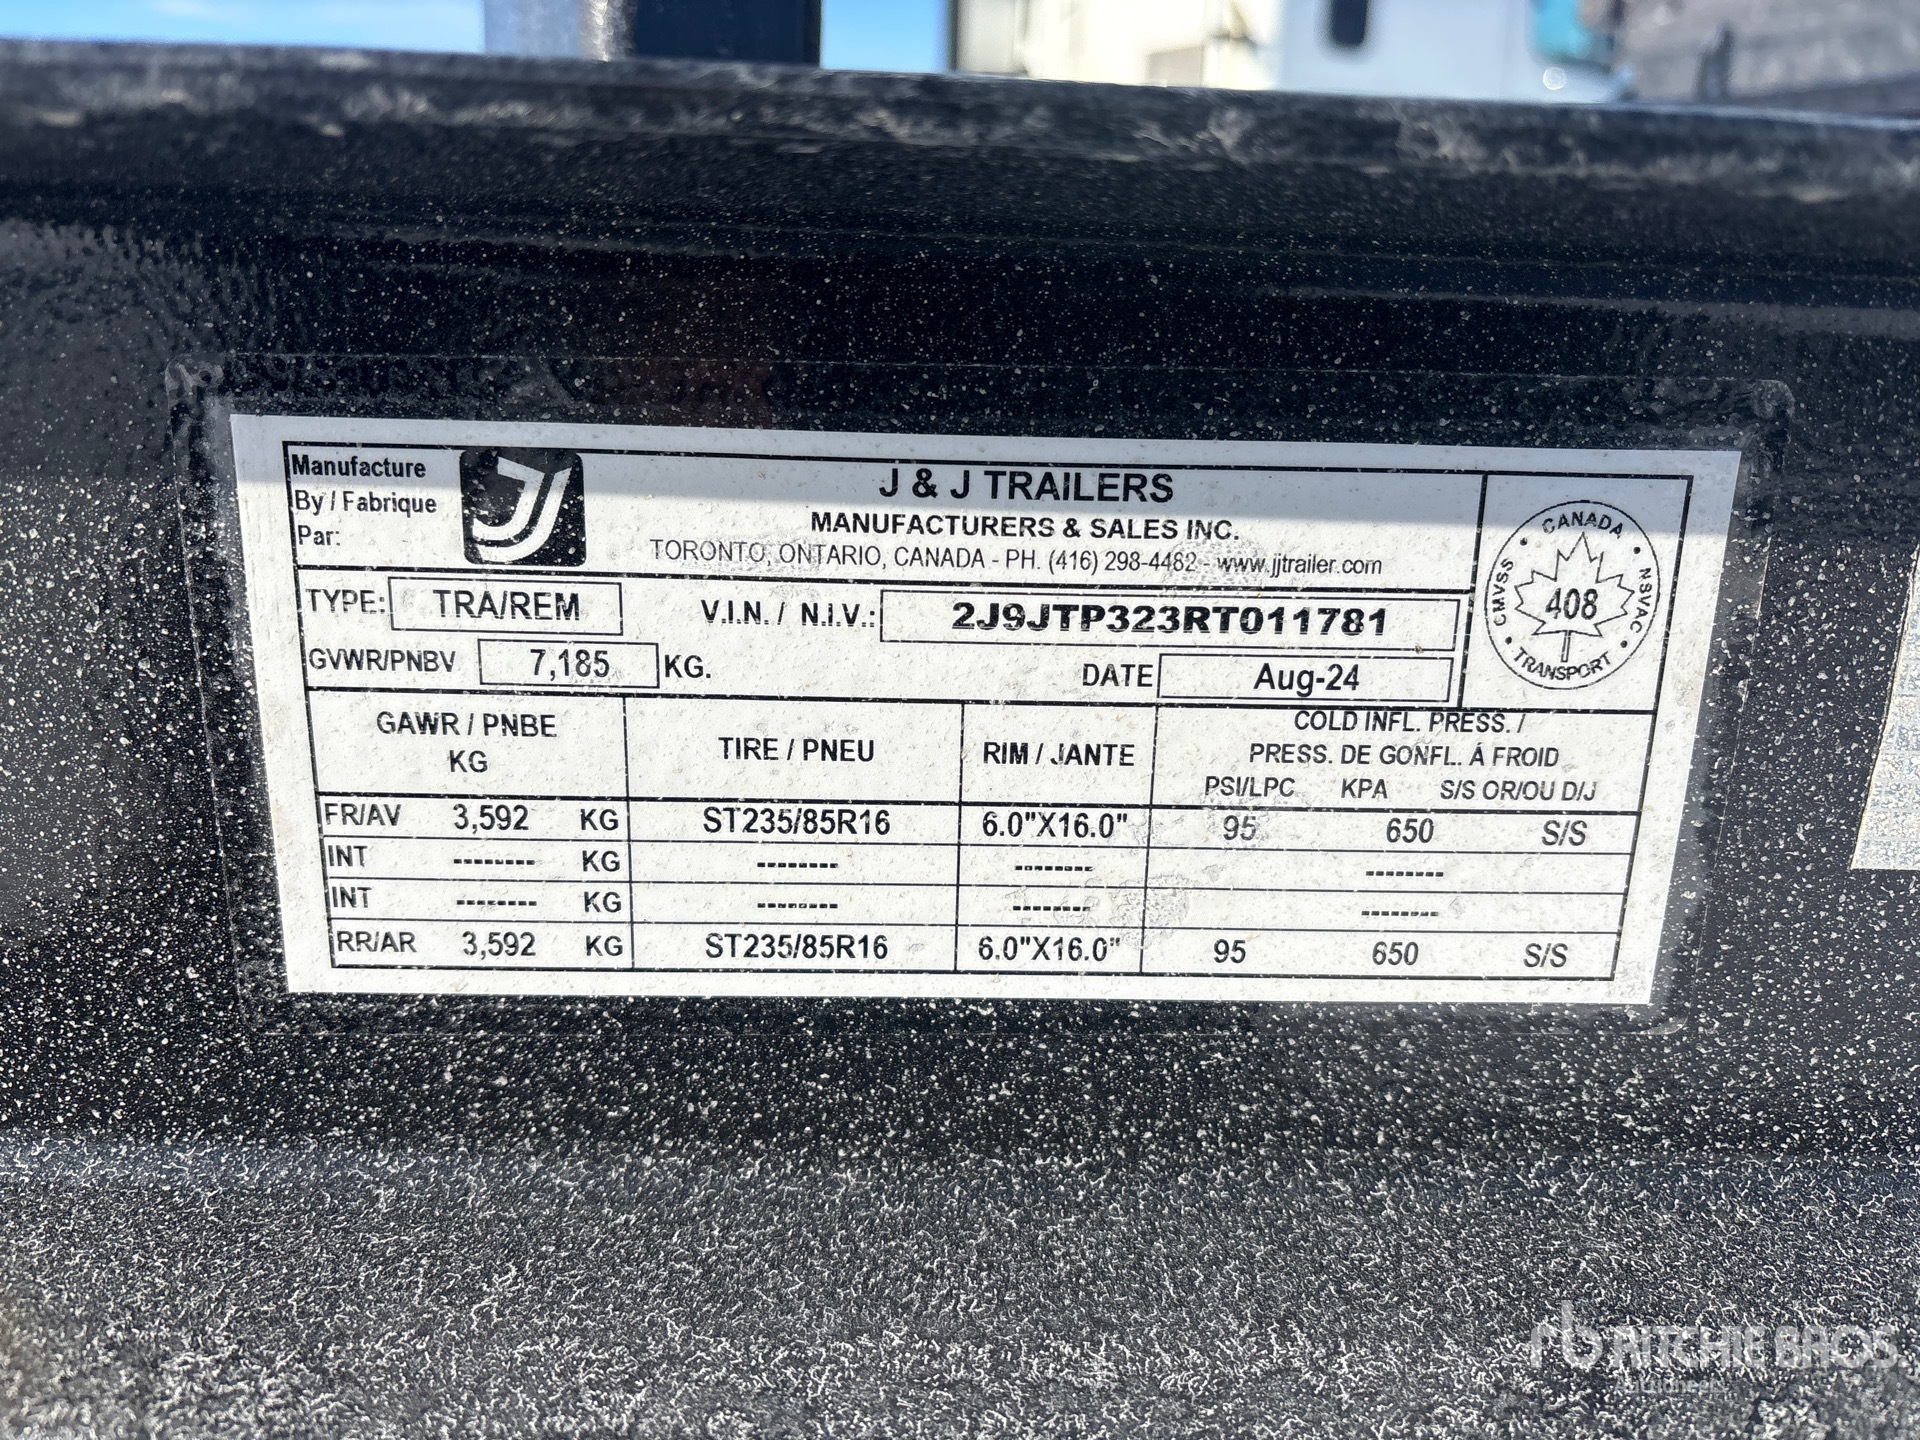 Manufacture
By / Fabrique
Par:
J & J TRAILERS
MANUFACTURERS & SALES INC.
TORONTO, ONTARIO, CANADA - PH. (416) 298-4482 - www.jjtrailer.com
TYPE: TRA/REM V.I.N. / N.I.V.: 2J9JTP323RT011781
GVWR/PNBV 7,185 KG. DATE Aug-24
CANADA
CMVSS 408 NSVAC
TRANSPORT
GAWR / PNBE
KG
TIRE / PNEU
RIM / JANTE
COLD INFL. PRESS. /
PRESS. DE GONFL. À FROID
PSI/LPC KPA S/S OR/OU D/J
FR/AV 3,592 KG ST235/85R16 6.0"X16.0" 95 650 S/S
INT -------- KG -------- -------- --------
INT -------- KG -------- -------- --------
RR/AR 3,592 KG ST235/85R16 6.0"X16.0" 95 650 S/S
rb RITCHIE BROS.
Auctioneers